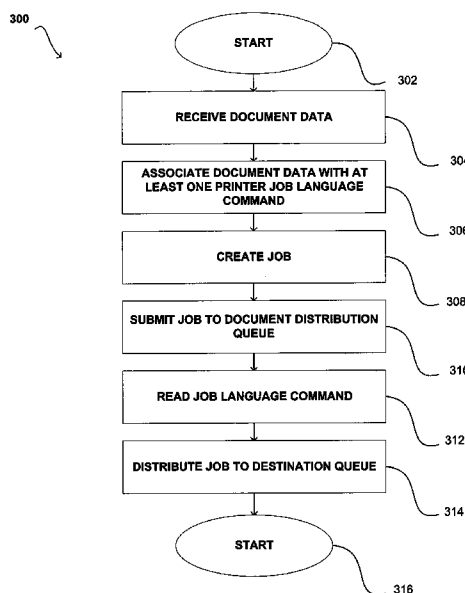 300
START
302
RECEIVE DOCUMENT DATA
304
ASSOCIATE DOCUMENT DATA WITH AT
LEAST ONE PRINTER JOB LANGUAGE
COMMAND
306
CREATE JOB
308
SUBMIT JOB TO DOCUMENT DISTRIBUTION
QUEUE
310
READ JOB LANGUAGE COMMAND
312
DISTRIBUTE JOB TO DESTINATION QUEUE
314
START
316